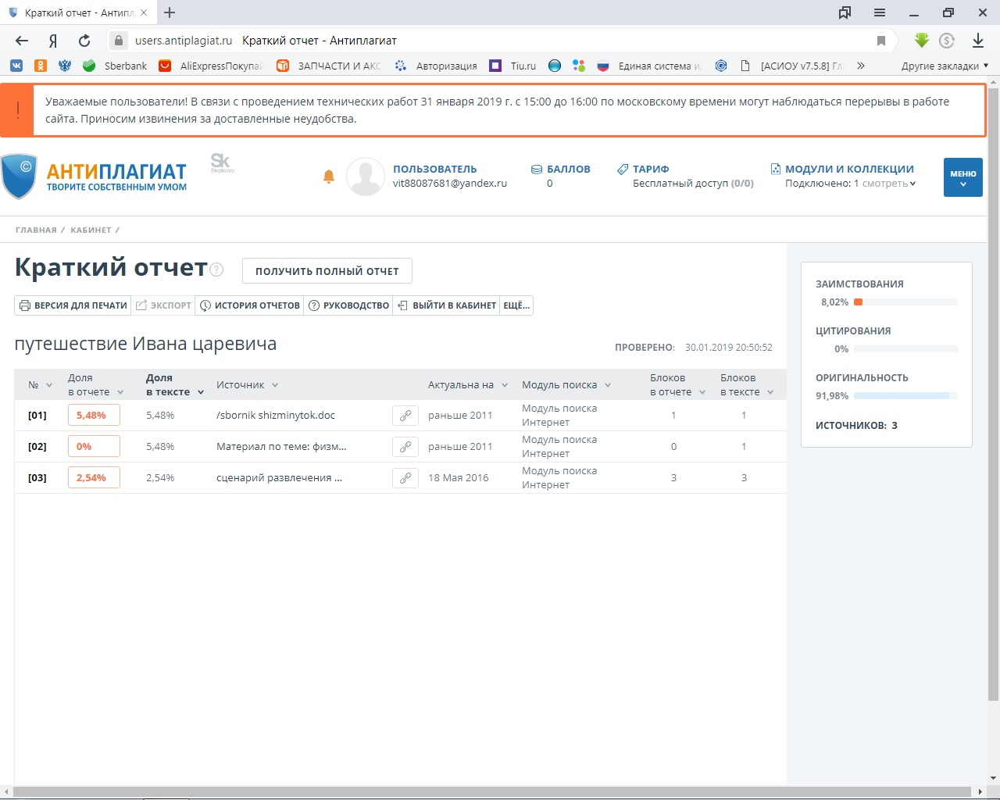 Краткий отчет - Антипл
users.antiplagiat.ru Краткий отчет - Антиплагиат
Sberbank AliExpressПокупай ЗАПЧАСТИ И АКС Авторизация Tiu.ru Единая система и [АСИОУ v7.5.8] Гл » Другие закладки
Уважаемые пользователи! В связи с проведением технических работ 31 января 2019 г. с 15:00 до 16:00 по московскому времени могут наблюдаться перерывы в работе
сайта. Приносим извинения за доставленные неудобства.
АНТИПЛАГИАТ
ТВОРИТЕ СОБСТВЕННЫМ УМОМ
Sk
Skolkovo
ПОЛЬЗОВАТЕЛЬ
vit88087681@yandex.ru
БАЛЛОВ
0
ТАРИФ
Бесплатный доступ (0/0)
МОДУЛИ И КОЛЛЕКЦИИ
Подключено: 1 смотреть
МЕНЮ
ГЛАВНАЯ / КАБИНЕТ /
Краткий отчет ?
ПОЛУЧИТЬ ПОЛНЫЙ ОТЧЕТ
ВЕРСИЯ ДЛЯ ПЕЧАТИ ЭКСПОРТ ИСТОРИЯ ОТЧЕТОВ РУКОВОДСТВО ВЫЙТИ В КАБИНЕТ ЕЩЁ...
путешествие Ивана царевича
ПРОВЕРЕНО: 30.01.2019 20:50:52
№ Доля в отчете Доля в тексте Источник Актуальна на Модуль поиска Блоков в отчете Блоков в тексте
[01] 5,48% 5,48% /sbornik shizminytok.doc раньше 2011 Модуль поиска Интернет 1 1
[02] 0% 5,48% Материал по теме: физм... раньше 2011 Модуль поиска Интернет 0 1
[03] 2,54% 2,54% сценарий развлечения ... 18 Мая 2016 Модуль поиска Интернет 3 3
ЗАИМСТВОВАНИЯ
8,02%
ЦИТИРОВАНИЯ
0%
ОРИГИНАЛЬНОСТЬ
91,98%
ИСТОЧНИКОВ: 3